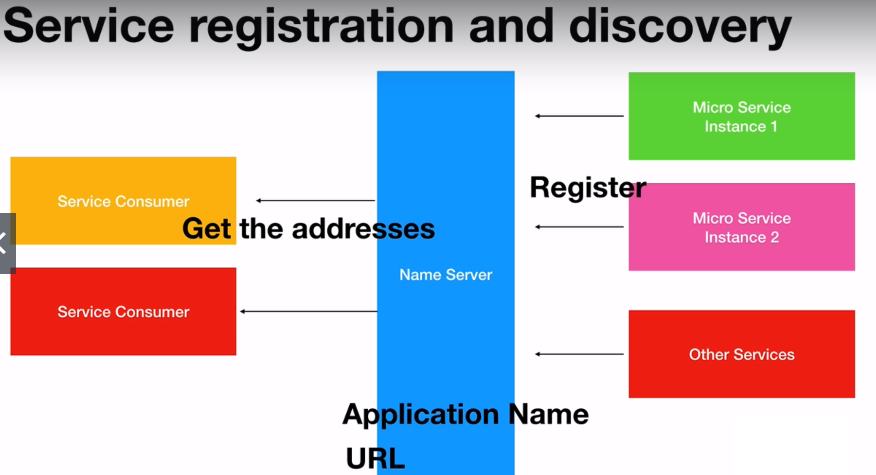 Service registration and discovery
Micro Service
Instance 1
Service Consumer
Register
Get the addresses
Micro Service
Instance 2
Name Server
Service Consumer
Other Services
Application Name
URL